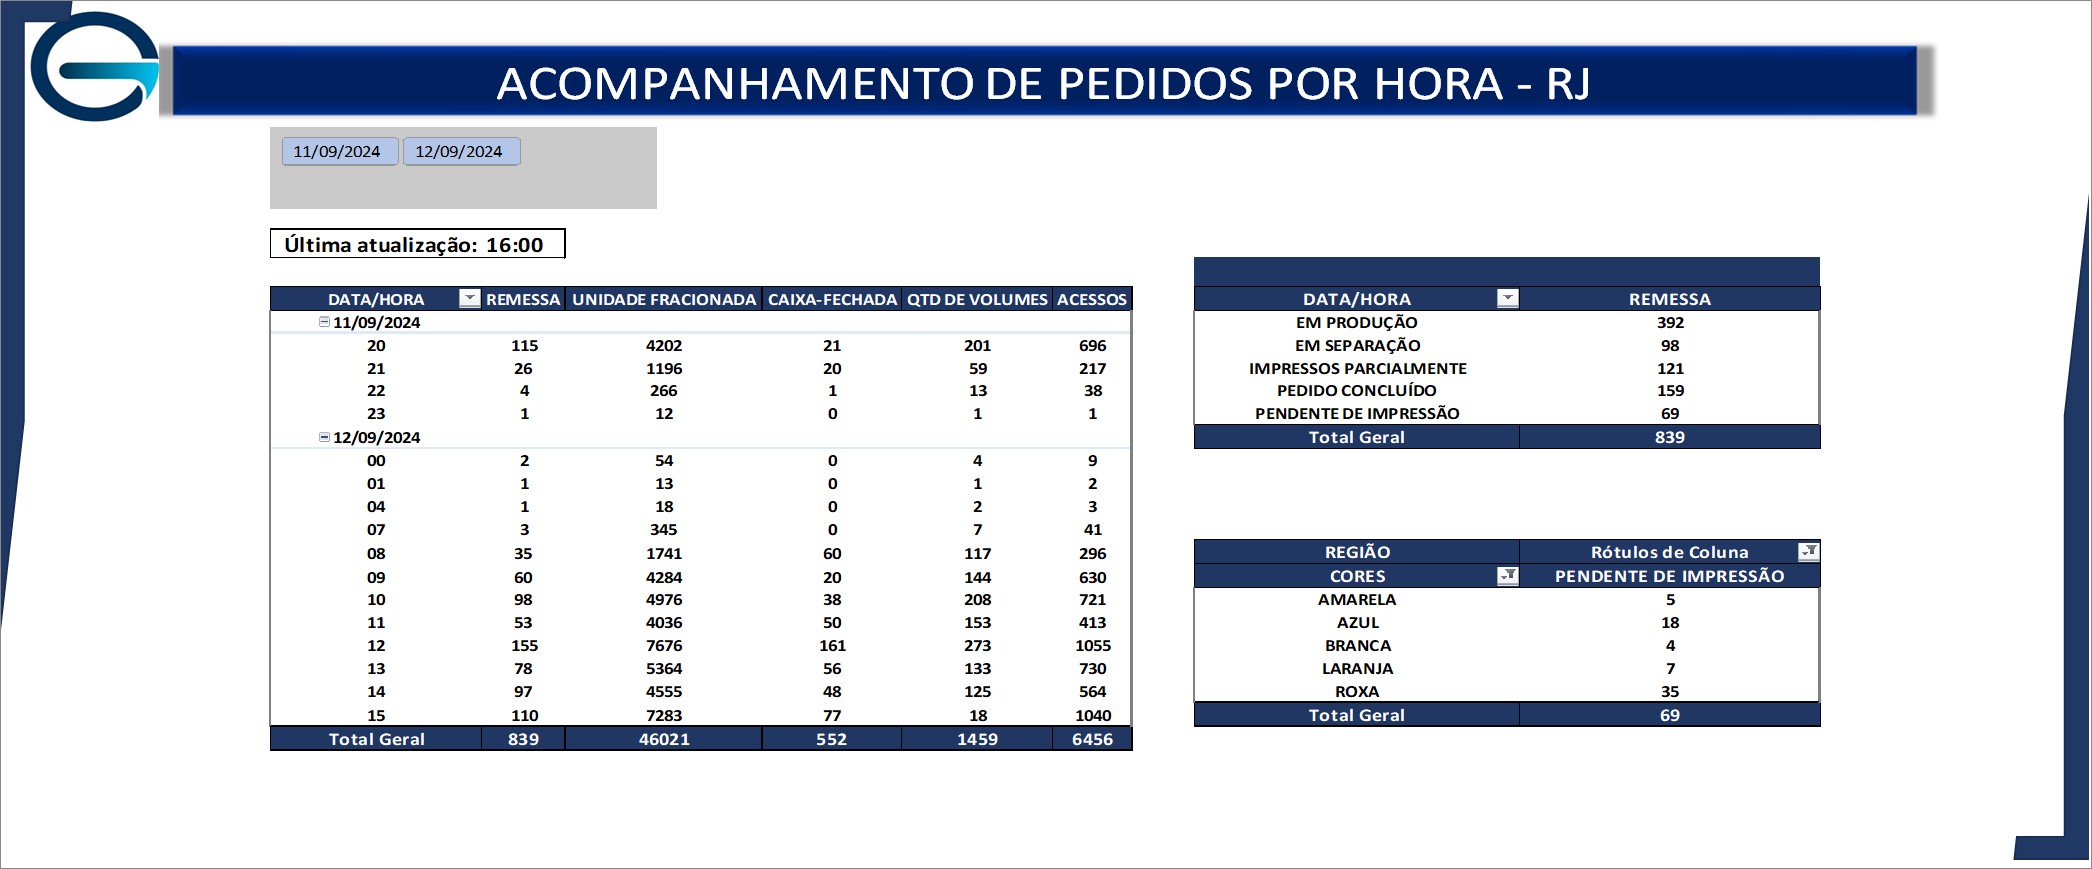 ACOMPANHAMENTO DE PEDIDOS POR HORA - RJ
11/09/2024 12/09/2024
Última atualização: 16:00
DATA/HORA REMESSA UNIDADE FRACIONADA CAIXA-FECHADA QTD DE VOLUMES ACESSOS
11/09/2024
20 115 4202 21 201 696
21 26 1196 20 59 217
22 4 266 1 13 38
23 1 12 0 1 1
12/09/2024
00 2 54 0 4 9
01 1 13 0 1 2
04 1 18 0 2 3
07 3 345 0 7 41
08 35 1741 60 117 296
09 60 4284 20 144 630
10 98 4976 38 208 721
11 53 4036 50 153 413
12 155 7676 161 273 1055
13 78 5364 56 133 730
14 97 4555 48 125 564
15 110 7283 77 18 1040
Total Geral 839 46021 552 1459 6456
DATA/HORA REMESSA
EM PRODUÇÃO 392
EM SEPARAÇÃO 98
IMPRESSOS PARCIALMENTE 121
PEDIDO CONCLUÍDO 159
PENDENTE DE IMPRESSÃO 69
Total Geral 839
REGIÃO Rótulos de Coluna
CORES PENDENTE DE IMPRESSÃO
AMARELA 5
AZUL 18
BRANCA 4
LARANJA 7
ROXA 35
Total Geral 69